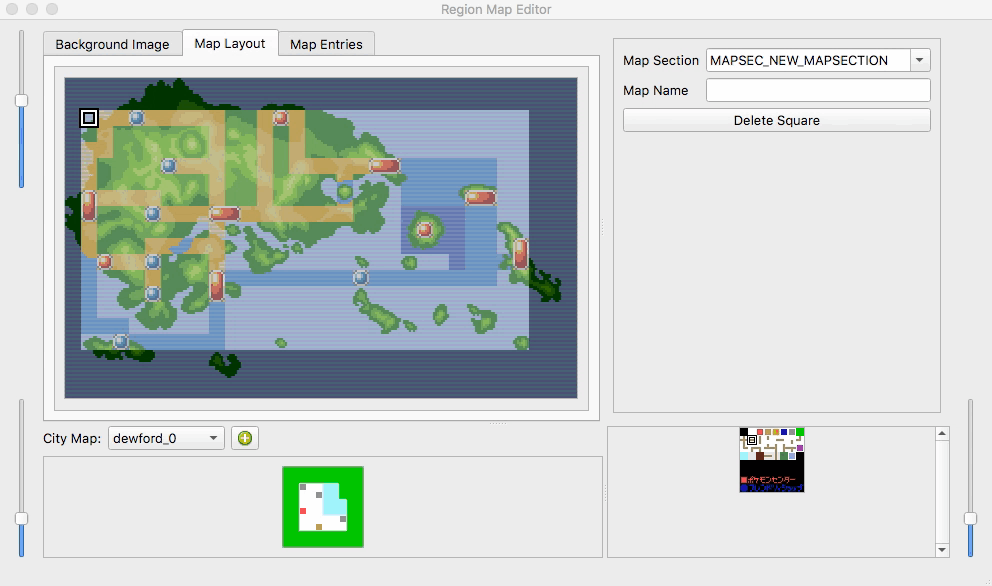 Region Map Editor
Background Image
Map Layout
Map Entries
Map Section
MAPSEC_NEW_MAPSECTION
Map Name
Delete Square
City Map:
dewford_0
ポケモンセンター